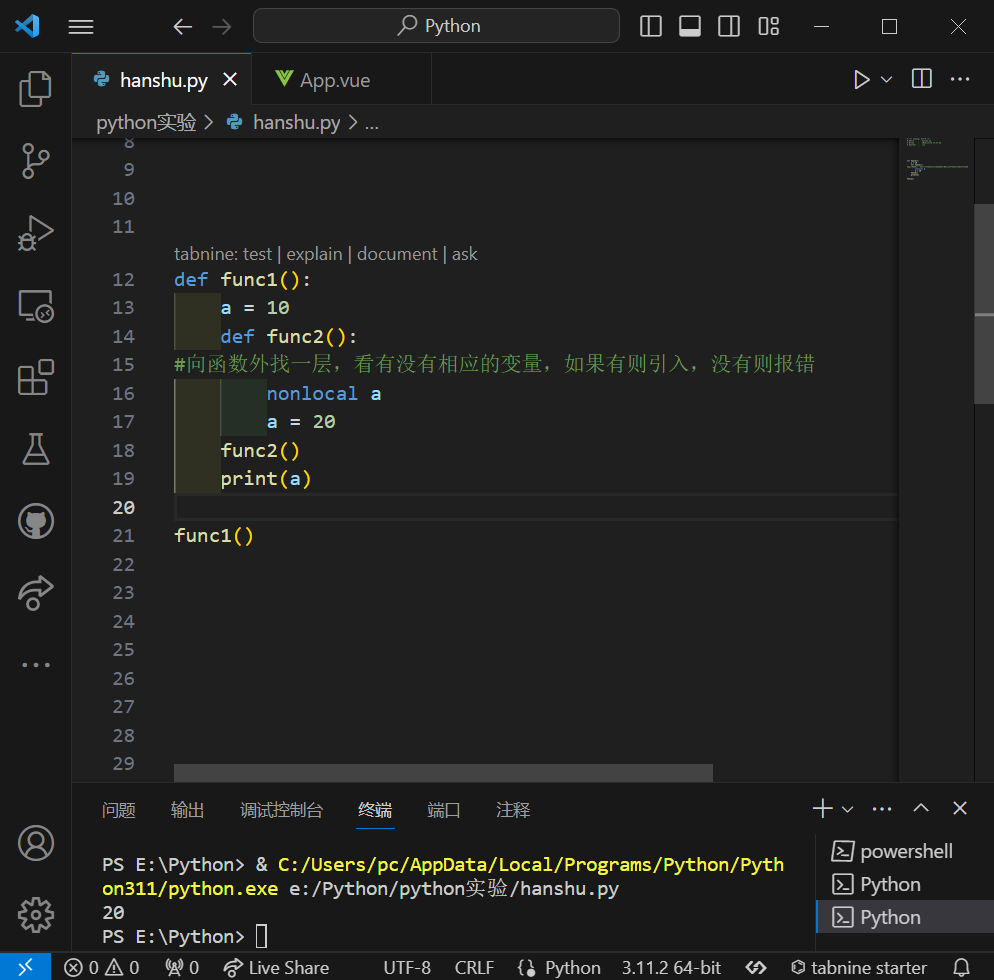 Python
hanshu.py
App.vue
python实验 > hanshu.py > ...
8
9
10
11
tabnine: test | explain | document | ask
12 def func1():
13 a = 10
14 def func2():
15 #向函数外找一层，看有没有相应的变量，如果有则引入，没有则报错
16 nonlocal a
17 a = 20
18 func2()
19 print(a)
20
21 func1()
22
23
24
25
26
27
28
29
问题 输出 调试控制台 终端 端口 注释
PS E:\Python> & C:/Users/pc/AppData/Local/Programs/Python/Pyth
on311/python.exe e:/Python/python实验/hanshu.py
20
PS E:\Python>
powershell
Python
Python
0 0 0 Live Share UTF-8 CRLF Python 3.11.2 64-bit tabnine starter